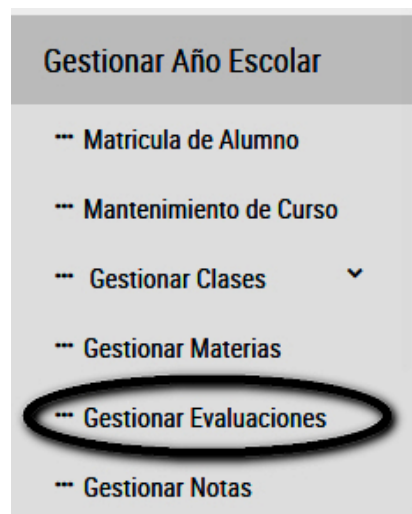 Gestionar Año Escolar
Matricula de Alumno
Mantenimiento de Curso
Gestionar Clases
Gestionar Materias
Gestionar Evaluaciones
Gestionar Notas